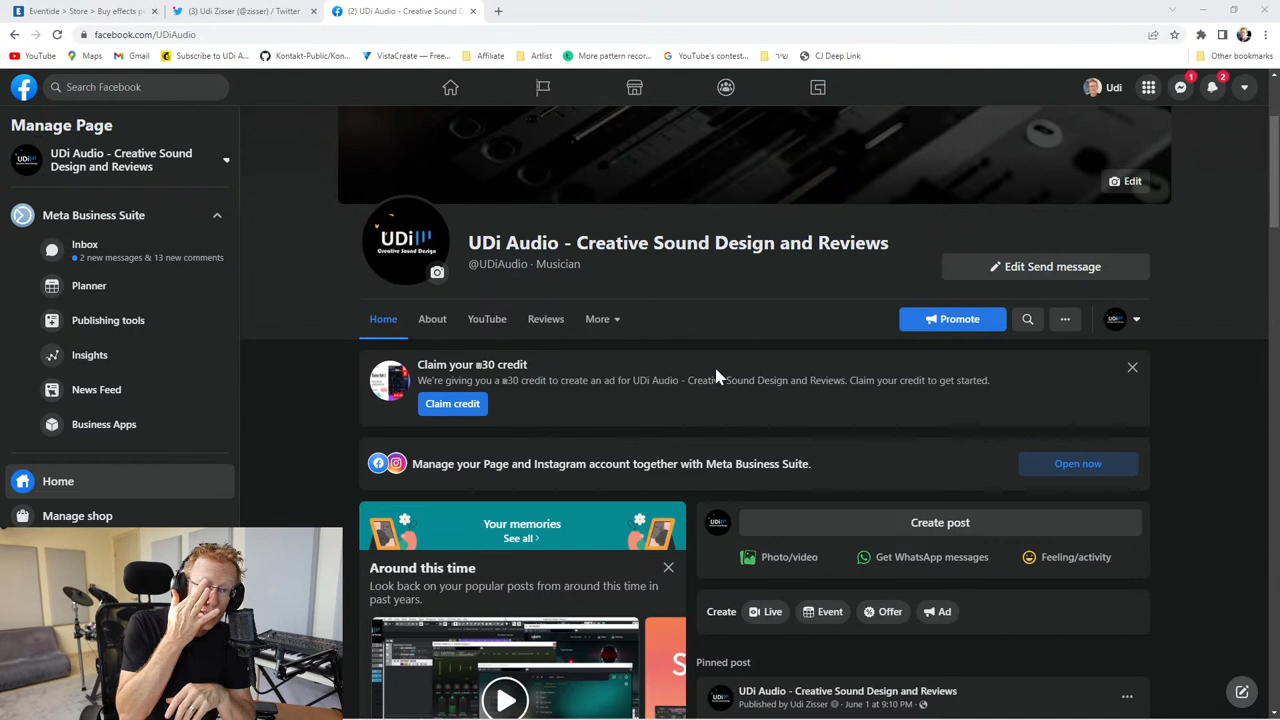 Eventide > Store > Buy effects p
(3) Udi Zisser (@zisser) / Twitter
(2) UDi Audio - Creative Sound D
facebook.com/UDiAudio
YouTube
Maps
Gmail
Subscribe to UDi A...
Kontakt-Public/Kon...
VistaCreate — Free...
Affiliate
Artlist
More pattern recor...
YouTube's contest...
שיר
CJ Deep Link
Other bookmarks
Search Facebook
Udi
1
2
Manage Page
UDi Audio - Creative Sound
Design and Reviews
Meta Business Suite
Inbox
2 new messages & 13 new comments
Planner
Publishing tools
Insights
News Feed
Business Apps
Home
Manage shop
Edit
UDi
Creative Sound Design
UDi Audio - Creative Sound Design and Reviews
@UDiAudio · Musician
Edit Send message
Home
About
YouTube
Reviews
More
Promote
Claim your ₪30 credit
We're giving you a ₪30 credit to create an ad for UDi Audio - Creative Sound Design and Reviews. Claim your credit to get started.
Claim credit
Manage your Page and Instagram account together with Meta Business Suite.
Open now
Your memories
See all
Around this time
Look back on your popular posts from around this time in
past years.
Create post
Photo/video
Get WhatsApp messages
Feeling/activity
Create
Live
Event
Offer
Ad
Pinned post
UDi Audio - Creative Sound Design and Reviews
Published by Udi Zisser · June 1 at 9:10 PM ·